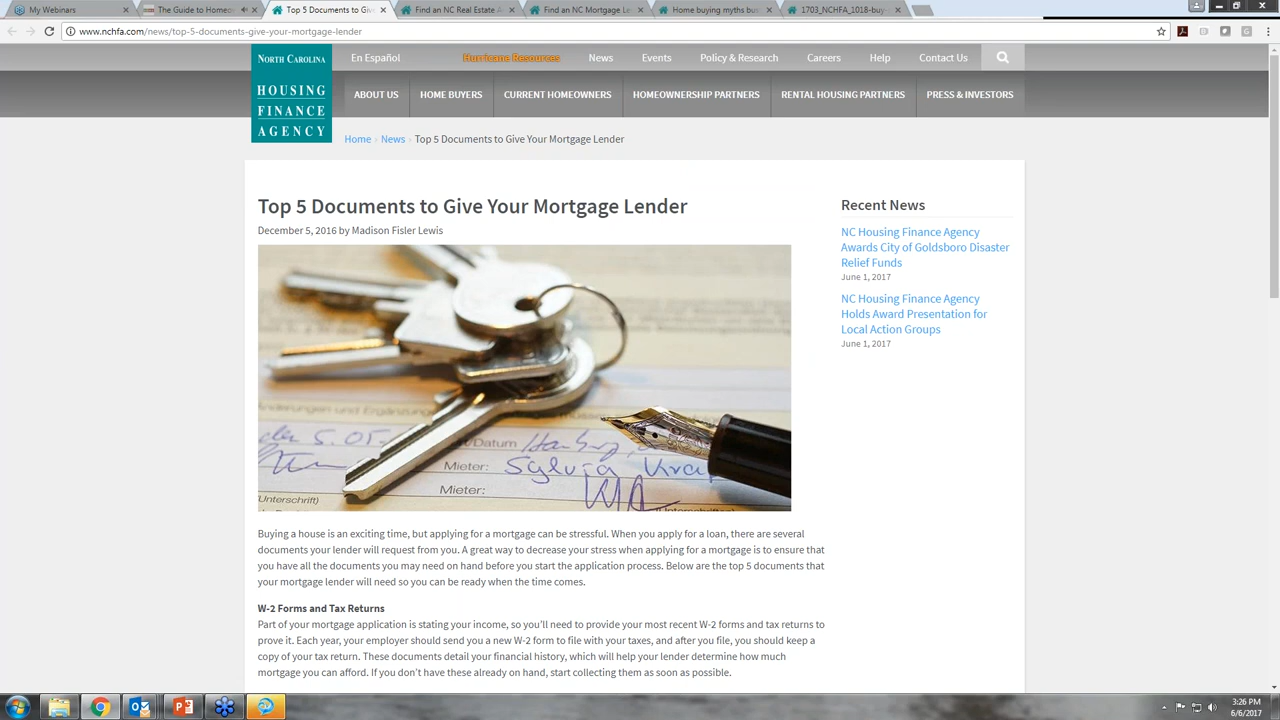 My Webinars
The Guide to Homeo
Top 5 Documents to Giv
Find an NC Real Estate A
Find an NC Mortgage Le
Home buying myths bus
1703_NCHFA_1018-buy-
www.nchfa.com/news/top-5-documents-give-your-mortgage-lender
NORTH CAROLINA
HOUSING
FINANCE
AGENCY
En Español
Hurricane Resources
News
Events
Policy & Research
Careers
Help
Contact Us
ABOUT US
HOME BUYERS
CURRENT HOMEOWNERS
HOMEOWNERSHIP PARTNERS
RENTAL HOUSING PARTNERS
PRESS & INVESTORS
Home › News › Top 5 Documents to Give Your Mortgage Lender
Top 5 Documents to Give Your Mortgage Lender
December 5, 2016 by Madison Fisler Lewis
/Datum
Mieter: Sylvia
Mieter:
Unterschrift)
Buying a house is an exciting time, but applying for a mortgage can be stressful. When you apply for a loan, there are several
documents your lender will request from you. A great way to decrease your stress when applying for a mortgage is to ensure that
you have all the documents you may need on hand before you start the application process. Below are the top 5 documents that
your mortgage lender will need so you can be ready when the time comes.
W-2 Forms and Tax Returns
Part of your mortgage application is stating your income, so you'll need to provide your most recent W-2 forms and tax returns to
prove it. Each year, your employer should send you a new W-2 form to file with your taxes, and after you file, you should keep a
copy of your tax return. These documents detail your financial history, which will help your lender determine how much
mortgage you can afford. If you don't have these already on hand, start collecting them as soon as possible.
Recent News
NC Housing Finance Agency
Awards City of Goldsboro Disaster
Relief Funds
June 1, 2017
NC Housing Finance Agency
Holds Award Presentation for
Local Action Groups
June 1, 2017
3:26 PM
6/6/2017